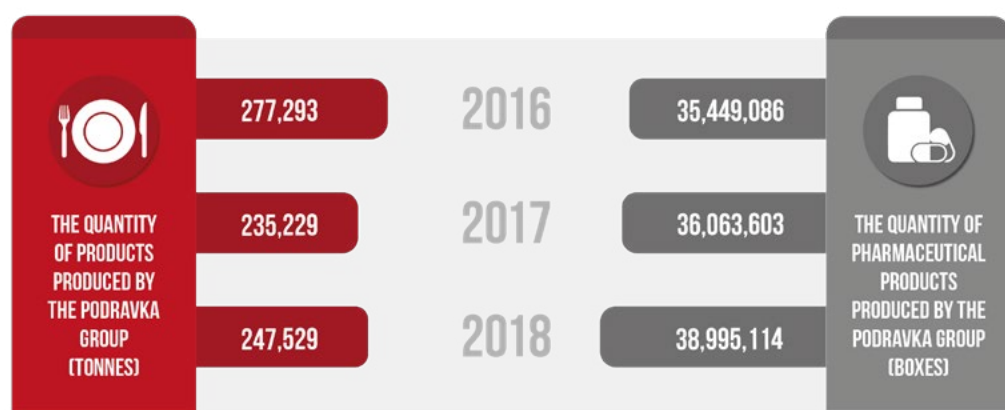 THE QUANTITY
OF PRODUCTS
PRODUCED BY
THE PODRAVKA
GROUP
(TONNES)
277,293
2016
35,449,086
235,229
2017
36,063,603
247,529
2018
38,995,114
THE QUANTITY OF
PHARMACEUTICAL
PRODUCTS
PRODUCED BY THE
PODRAVKA GROUP
(BOXES)